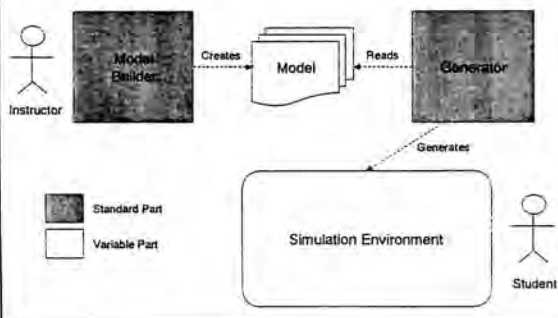 Instructor
Model
Builder
Creates
Model
Reads
Generator
Generates
Standard Part
Variable Part
Simulation Environment
Student